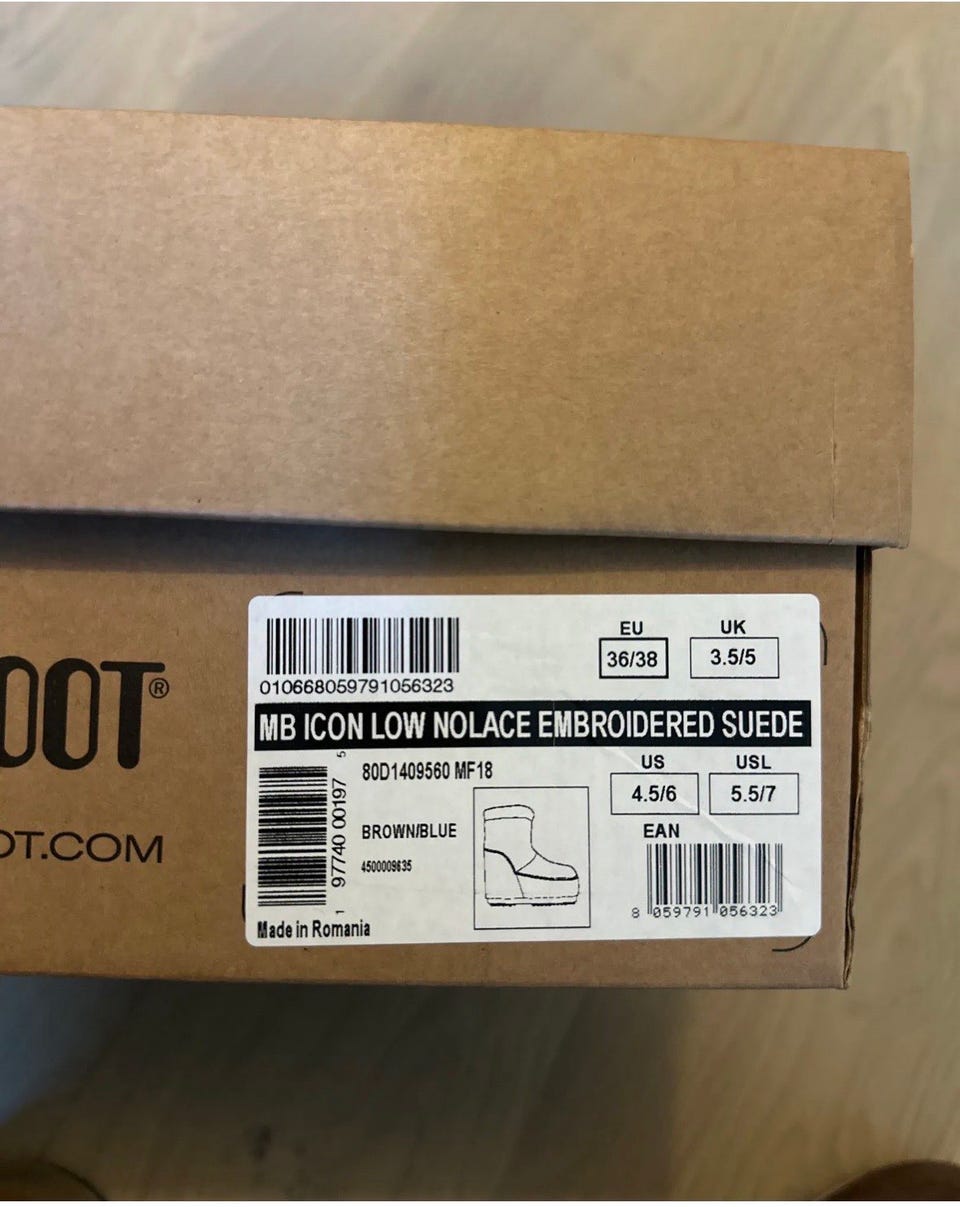 OOT®
OT.COM
010668059791056323
EU
36/38
UK
3.5/5
MB ICON LOW NOLACE EMBROIDERED SUEDE
80D1409560 MF18
BROWN/BLUE
4500009635
1 97740 00197 5
Made in Romania
US
4.5/6
USL
5.5/7
EAN
8 059791 056323